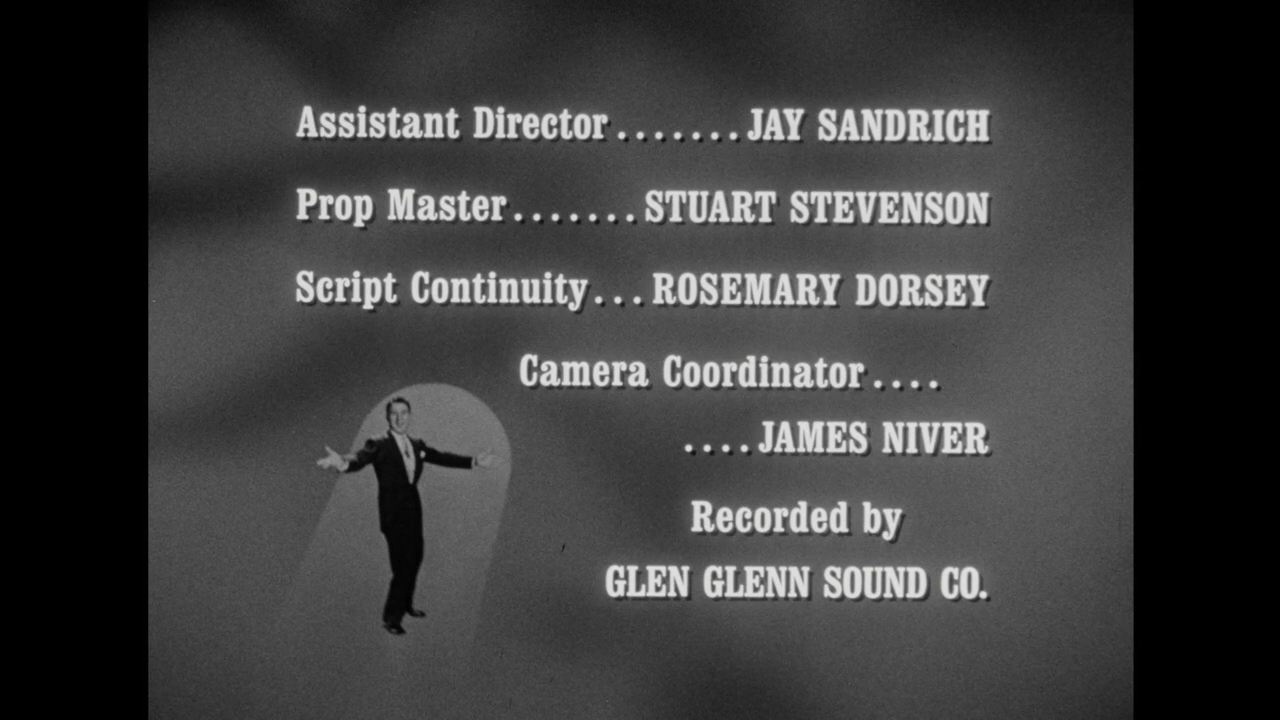 Assistant Director.......JAY SANDRICH
Prop Master.......STUART STEVENSON
Script Continuity...ROSEMARY DORSEY
Camera Coordinator....
....JAMES NIVER
Recorded by
GLEN GLENN SOUND CO.